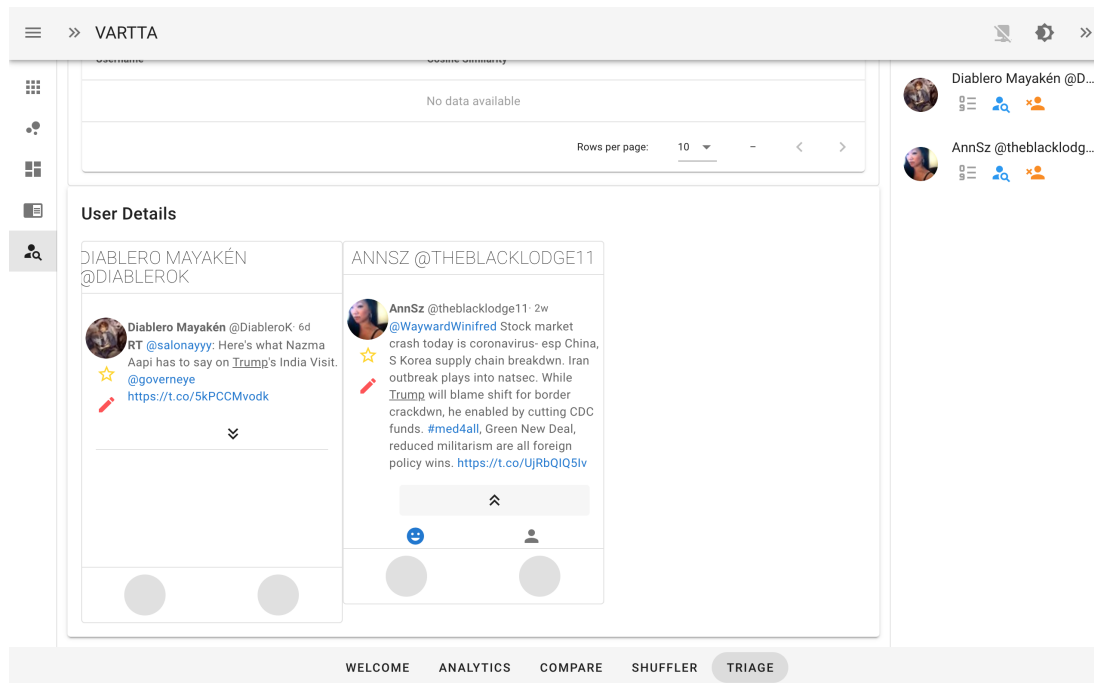 VARTTA
Username Cosine Similarity
No data available
Rows per page: 10 –
User Details
DIABLERO MAYAKÉN
@DIABLEROK
Diablero Mayakén @DiableroK· 6d
RT @salonayyy: Here's what Nazma
Aapi has to say on Trump's India Visit.
@governeye
https://t.co/5kPCCMvodk
ANNSZ @THEBLACKLODGE11
AnnSz @theblacklodge11· 2w
@WaywardWinifred Stock market
crash today is coronavirus- esp China,
S Korea supply chain breakdwn. Iran
outbreak plays into natsec. While
Trump will blame shift for border
crackdwn, he enabled by cutting CDC
funds. #med4all, Green New Deal,
reduced militarism are all foreign
policy wins. https://t.co/UjRbQIQ5Iv
Diablero Mayakén @D...
AnnSz @theblacklodg...
WELCOME ANALYTICS COMPARE SHUFFLER TRIAGE